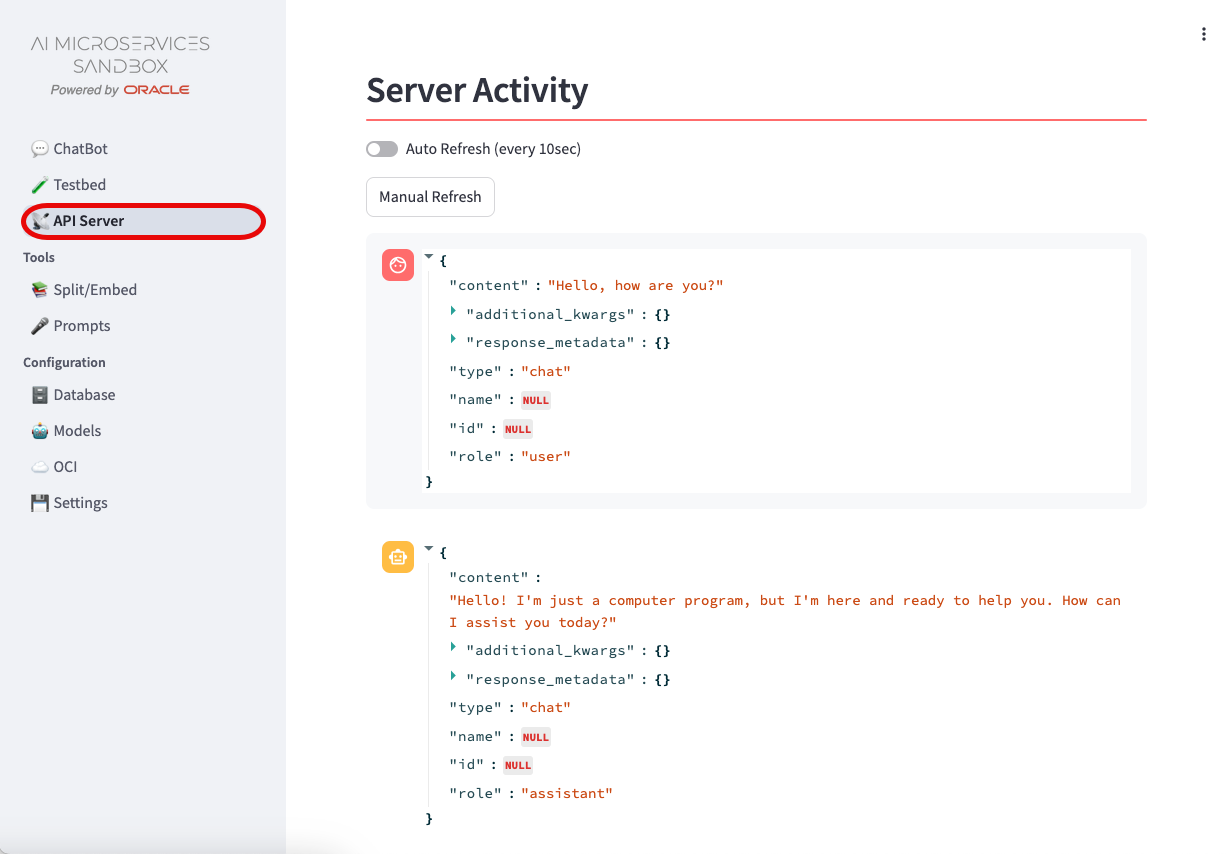 AI MICROSERVICES
SANDBOX
Powered by ORACLE
ChatBot
Testbed
API Server
Tools
Split/Embed
Prompts
Configuration
Database
Models
OCI
Settings
Server Activity
Auto Refresh (every 10sec)
Manual Refresh
{
"content" : "Hello, how are you?"
"additional_kwargs" : {}
"response_metadata" : {}
"type" : "chat"
"name" : NULL
"id" : NULL
"role" : "user"
}
{
"content" :
"Hello! I'm just a computer program, but I'm here and ready to help you. How can
I assist you today?"
"additional_kwargs" : {}
"response_metadata" : {}
"type" : "chat"
"name" : NULL
"id" : NULL
"role" : "assistant"
}